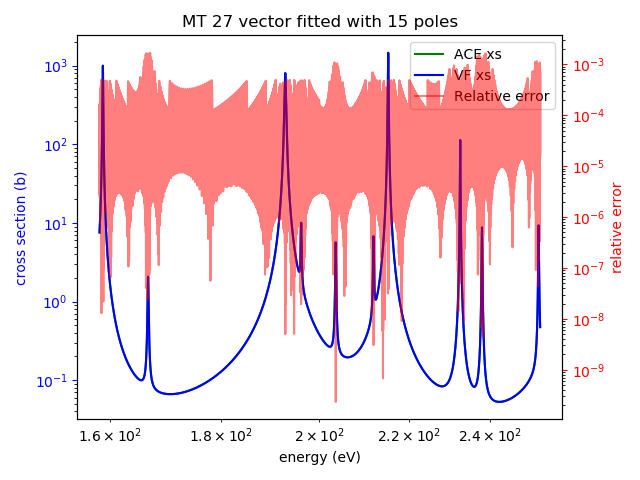 MT 27 vector fitted with 15 poles
ACE xs
VF xs
Relative error
cross section (b)
10³
10²
10¹
10⁰
10⁻¹
10⁻³
10⁻⁴
10⁻⁵
10⁻⁶
10⁻⁷
10⁻⁸
10⁻⁹
relative error
1.6 × 10² 1.8 × 10² 2 × 10² 2.2 × 10² 2.4 × 10²
energy (eV)